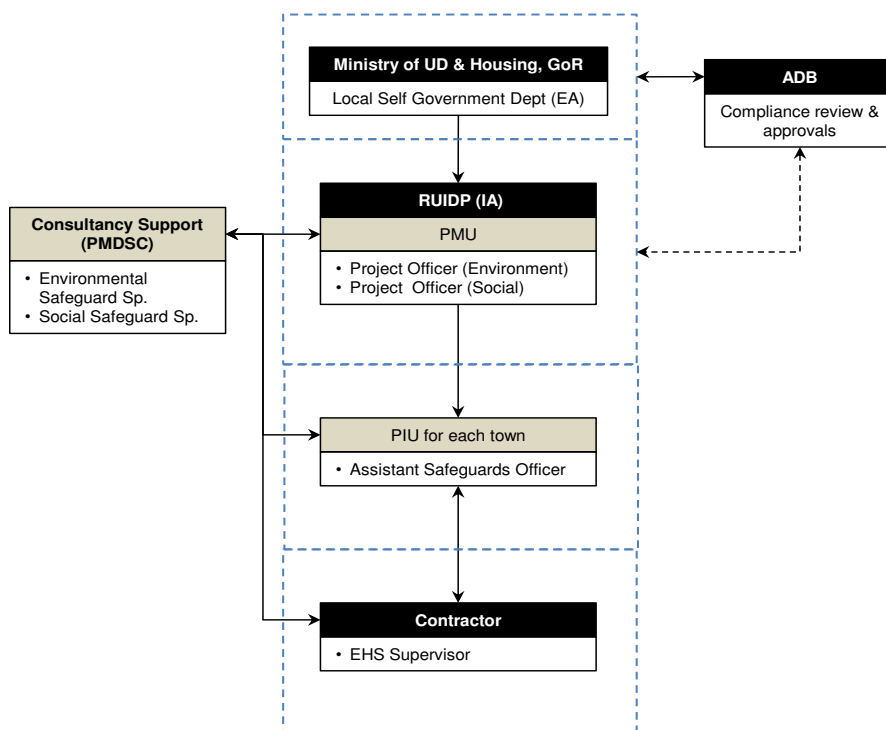 Ministry of UD & Housing, GoR
Local Self Government Dept (EA)
ADB
Compliance review &
approvals
RUIDP (IA)
PMU
• Project Officer (Environment)
• Project Officer (Social)
Consultancy Support
(PMDSC)
• Environmental
Safeguard Sp.
• Social Safeguard Sp.
PIU for each town
• Assistant Safeguards Officer
Contractor
• EHS Supervisor